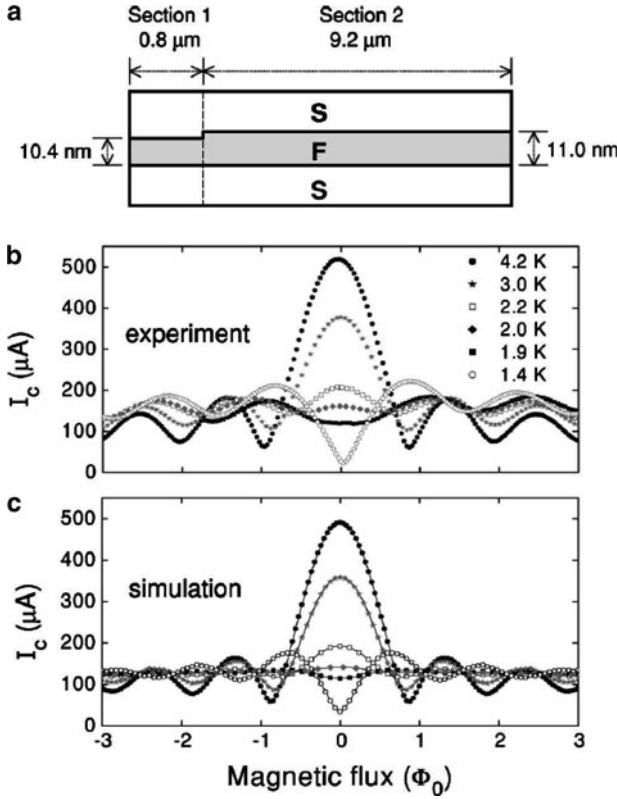 a
Section 1 Section 2
0.8 μm 9.2 μm
S
10.4 nm F 11.0 nm
S
b
500
400
300
200
100
0
I_c (μA)
experiment
4.2 K
3.0 K
2.2 K
2.0 K
1.9 K
1.4 K
c
500
400
300
200
100
0
I_c (μA)
simulation
-3 -2 -1 0 1 2 3
Magnetic flux (Φ₀)